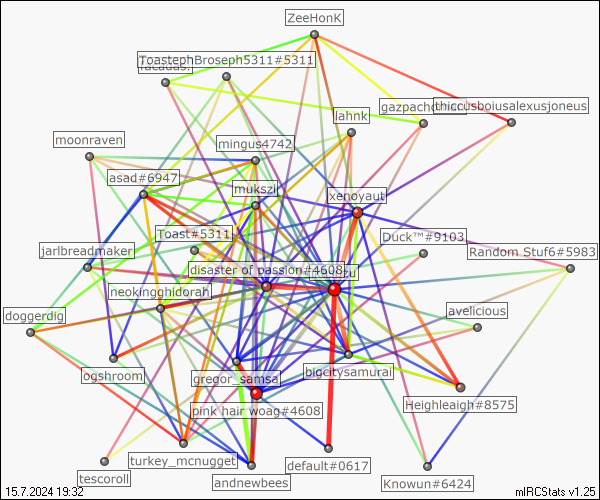 ZeeHonK
ToastephBroseph5311#5311
gazpacho
thiccusboiusalexusjoneus
lahnk
moonraven
mingus4742
asad#6947
mukszi
xenoyaut
Toast#5311
Duck™#9103
jarlbreadmaker
Random Stuf6#5983
disaster of passion#4608
neokingghidorah
doggerdig
avelicious
ogshroom
gregor_samsa
bigcitysamurai
pink hair woag#4608
Heighleaigh#8575
turkey_mcnugget
default#0617
tescoroll
andnewbees
Knowun#6424
15.7.2024 19:32
mIRCStats v1.25